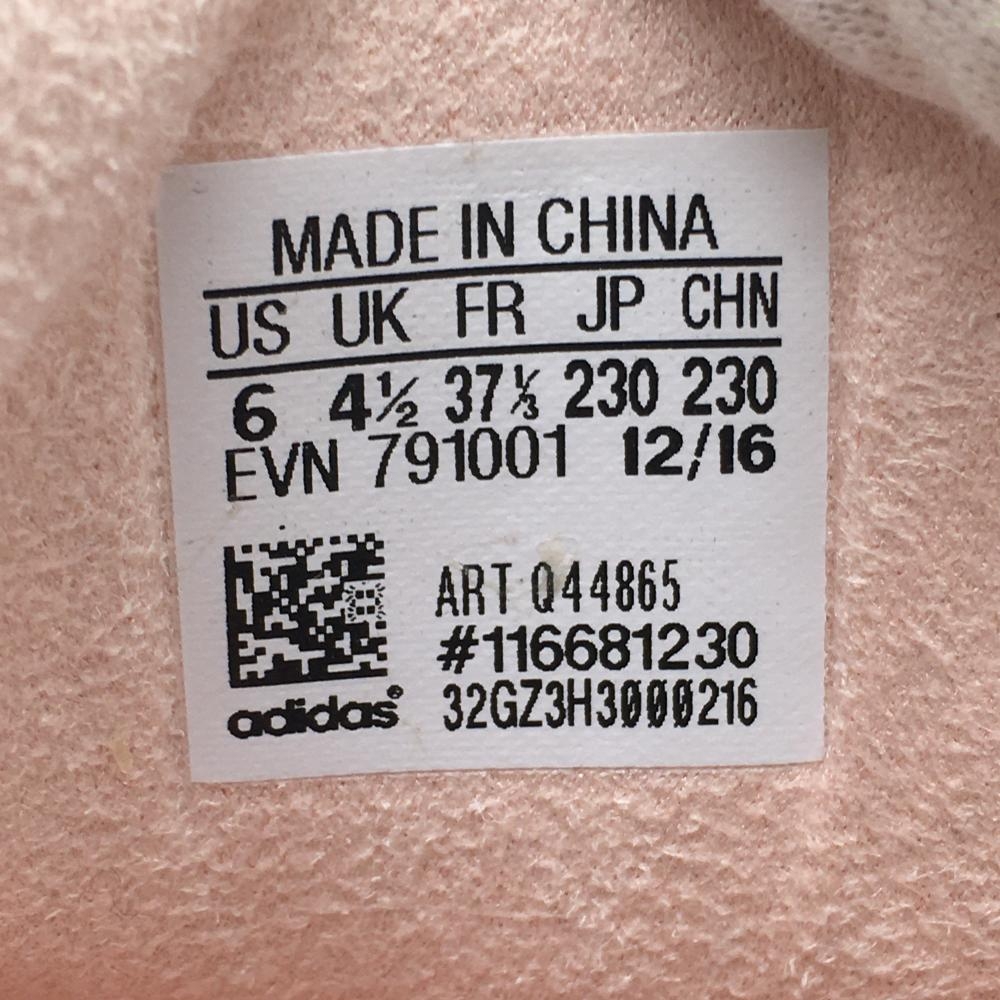 MADE IN CHINA
US UK FR JP CHN
6 4½ 37⅓ 230 230
EVN 791001 12/16
ART Q44865
#116681230
adidas® 32GZ3H3000216